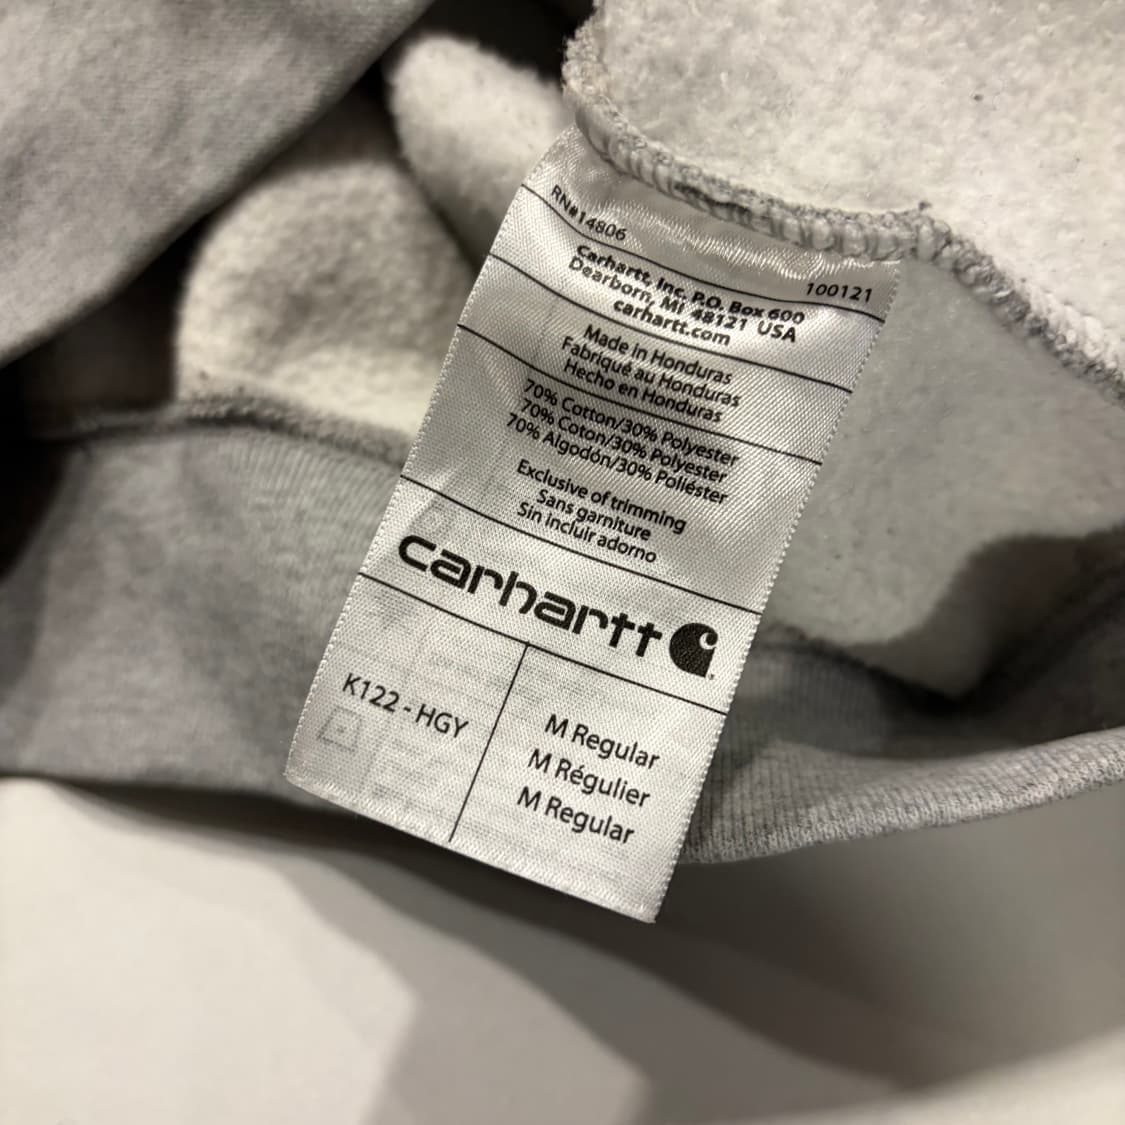 RN#14806
100121
Carhartt, Inc. P.O. Box 600
Dearborn, MI 48121 USA
carhartt.com
Made in Honduras
Fabriqué au Honduras
Hecho en Honduras
70% Cotton/30% Polyester
70% Coton/30% Polyester
70% Algodón/30% Poliéster
Exclusive of trimming
Sans garniture
Sin incluir adorno
carhartt
K122 - HGY
M Regular
M Régulier
M Regular